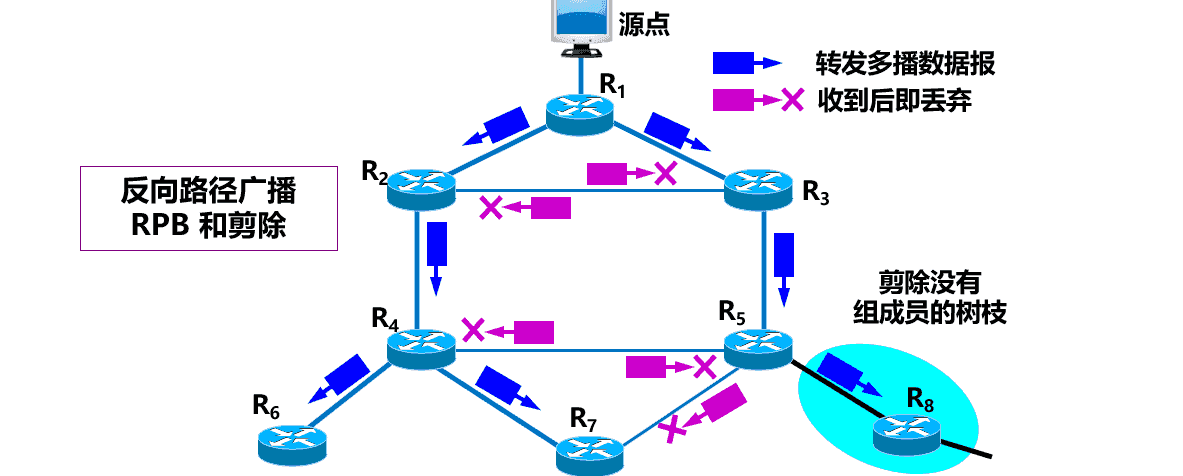 源点
转发多播数据报
R1
收到后即丢弃
R2
R3
反向路径广播
RPB 和剪除
剪除没有
组成员的树枝
R4
R5
R6
R7
R8